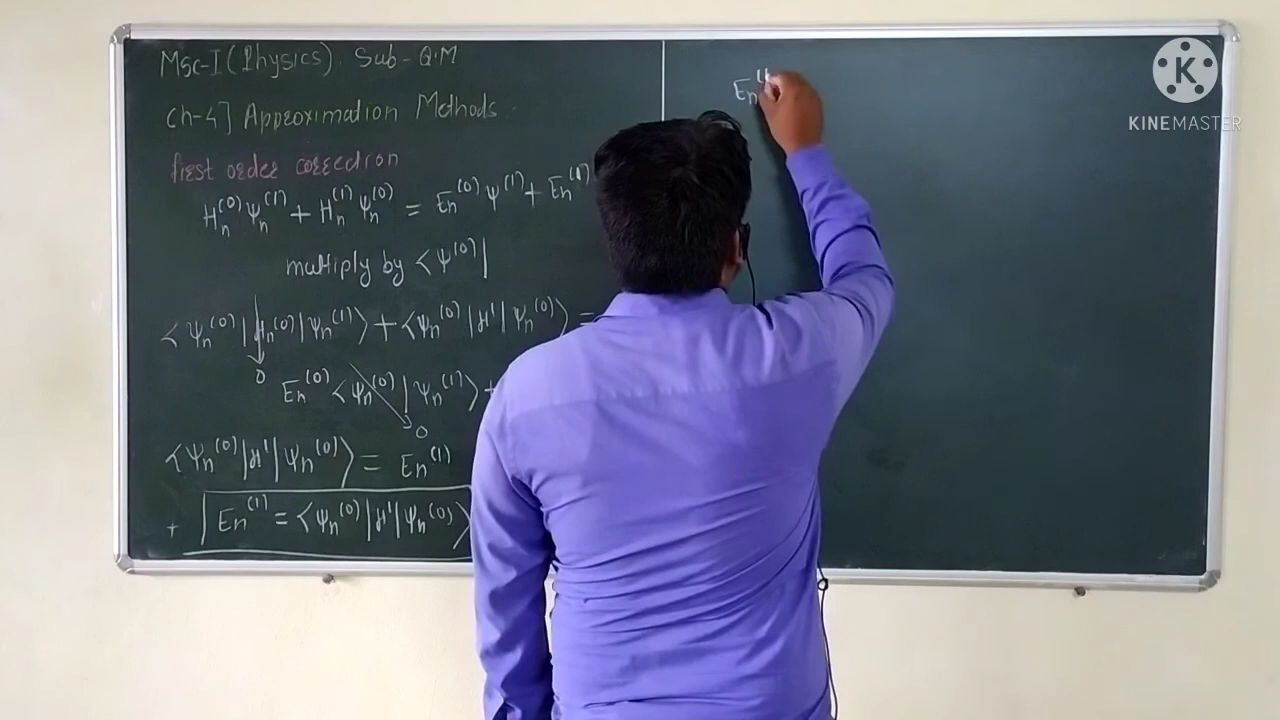 Msc-I (Physics). Sub - Q.M
Ch-4] Approximation Methods.
first order correction
Hn^(0) ψn^(1) + Hn^(1) ψn^(0) = En^(0) ψ^(1) + En^(1)
multiply by <ψ^(0)|
<ψn^(0)|Hn^(0)|ψn^(1)> + <ψn^(0)|H'|ψn^(0)> =
0
En^(0) <ψn^(0)|ψn^(1)> +
0
<ψn^(0)|H'|ψn^(0)> = En^(1)
+ En^(1) = <ψn^(0)|H'|ψn^(0)>
En
K
KINEMASTER